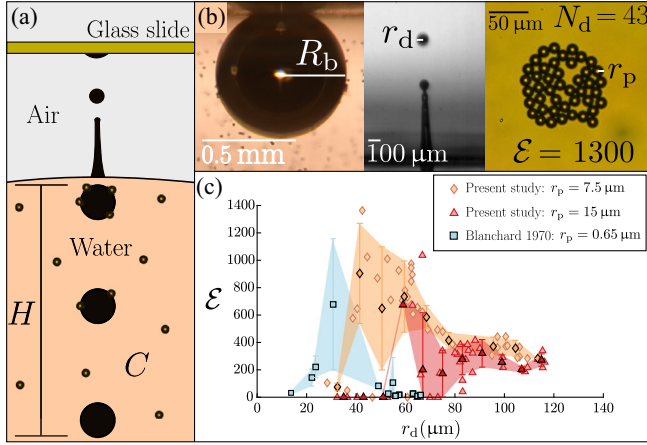 (a)
Glass slide
Air
Water
H
C
(b)
R_b
0.5 mm
r_d
100 μm
50 μm
N_d = 43
r_p
ℰ = 1300
(c)
Present study: r_p = 7.5 μm
Present study: r_p = 15 μm
Blanchard 1970: r_p = 0.65 μm
1400
1200
1000
800
600
400
200
0
ℰ
0 20 40 60 80 100 120 140
r_d(μm)